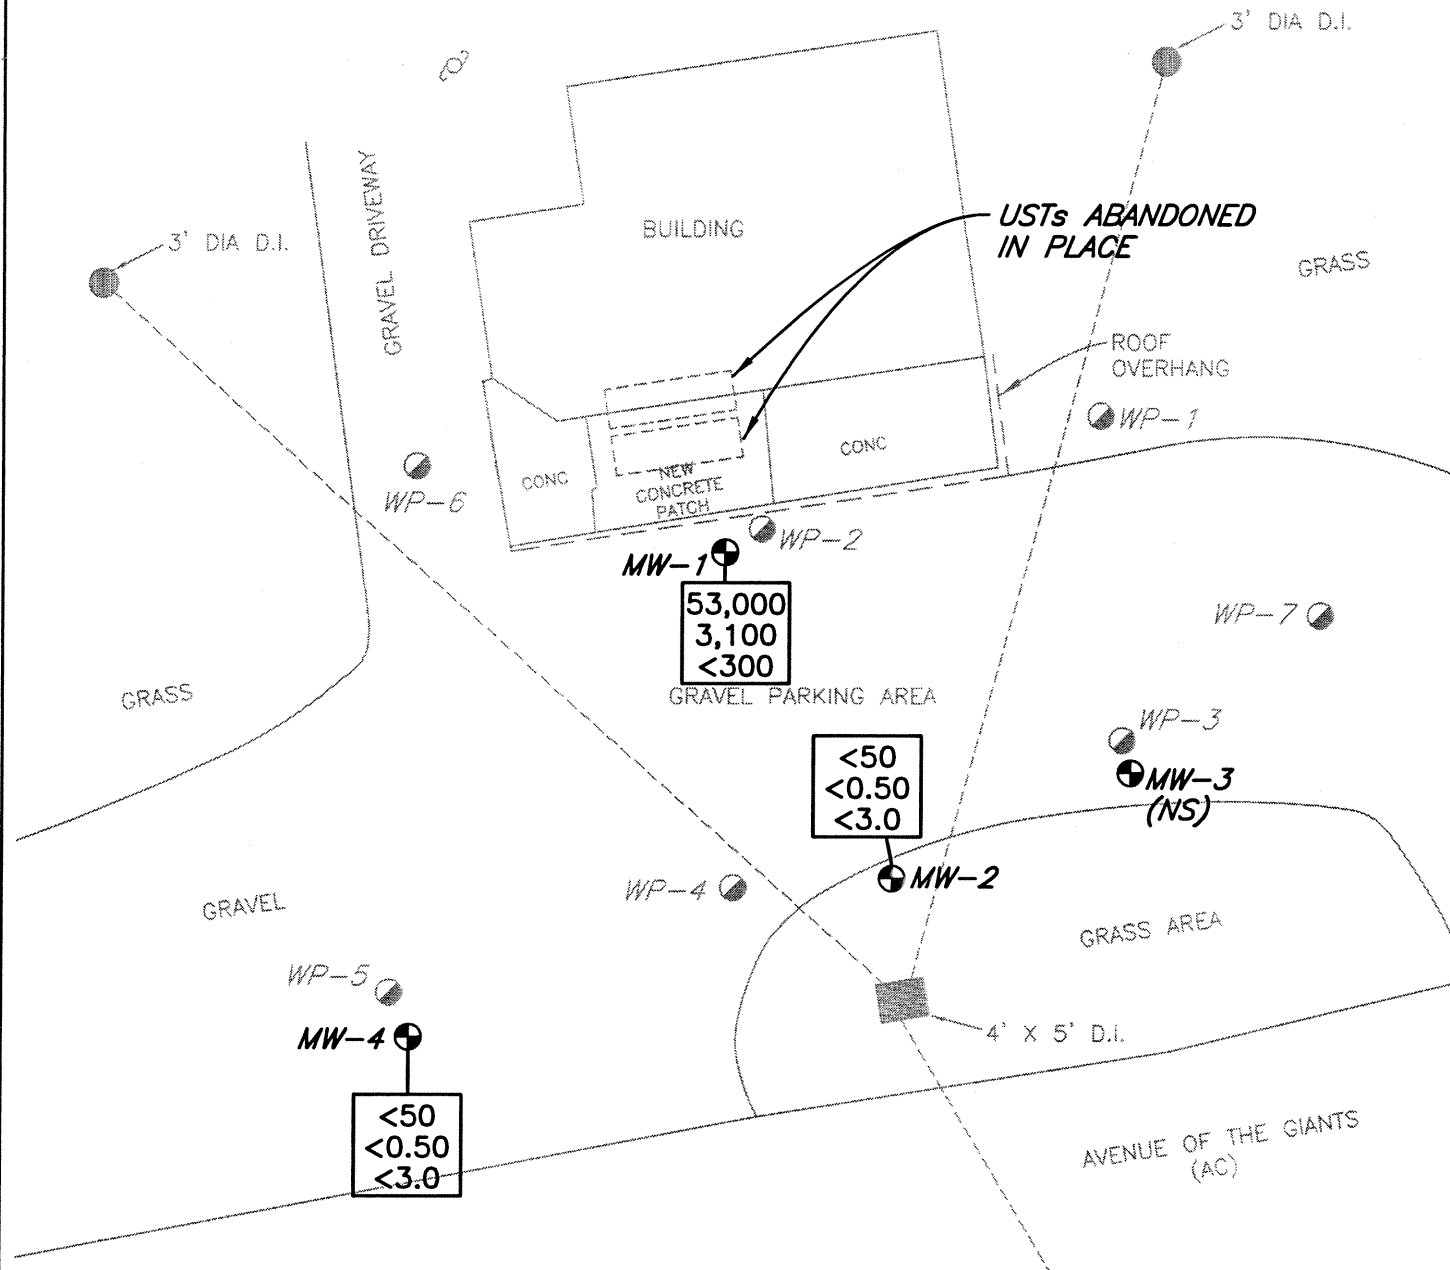 3' DIA D.I.
GRAVEL DRIVEWAY
BUILDING
USTs ABANDONED
IN PLACE
3' DIA D.I.
GRASS
ROOF
OVERHANG
WP-1
CONC
CONC
NEW
CONCRETE
PATCH
WP-6
WP-2
MW-1
53,000
3,100
<300
WP-7
GRASS
GRAVEL PARKING AREA
WP-3
MW-3
(NS)
<50
<0.50
<3.0
MW-2
WP-4
GRAVEL
GRASS AREA
WP-5
MW-4
4' X 5' D.I.
<50
<0.50
<3.0
AVENUE OF THE GIANTS
(AC)